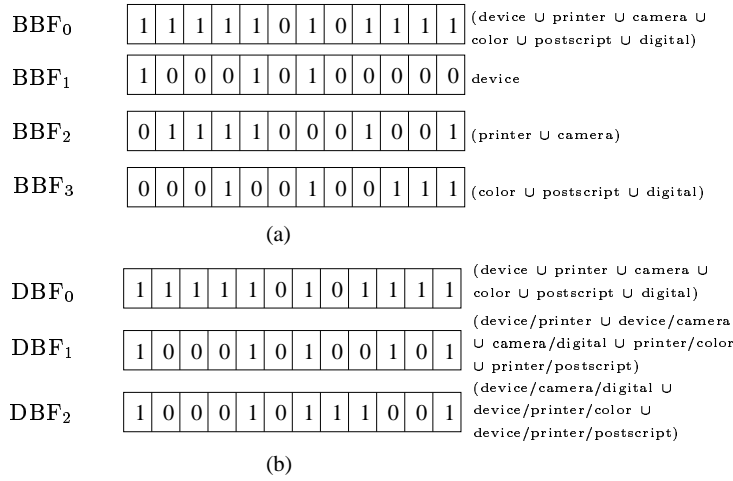 BBF₀ 1 1 1 1 1 0 1 0 1 1 1 1 (device ∪ printer ∪ camera ∪
color ∪ postscript ∪ digital)
BBF₁ 1 0 0 0 1 0 1 0 0 0 0 0 device
BBF₂ 0 1 1 1 1 0 0 0 1 0 0 1 (printer ∪ camera)
BBF₃ 0 0 0 1 0 0 1 0 0 1 1 1 (color ∪ postscript ∪ digital)
(a)
DBF₀ 1 1 1 1 1 0 1 0 1 1 1 1 (device ∪ printer ∪ camera ∪
color ∪ postscript ∪ digital)
DBF₁ 1 0 0 0 1 0 1 0 0 1 0 1 (device/printer ∪ device/camera
∪ camera/digital ∪ printer/color
∪ printer/postscript)
DBF₂ 1 0 0 0 1 0 1 1 1 0 0 1 (device/camera/digital ∪
device/printer/color ∪
device/printer/postscript)
(b)